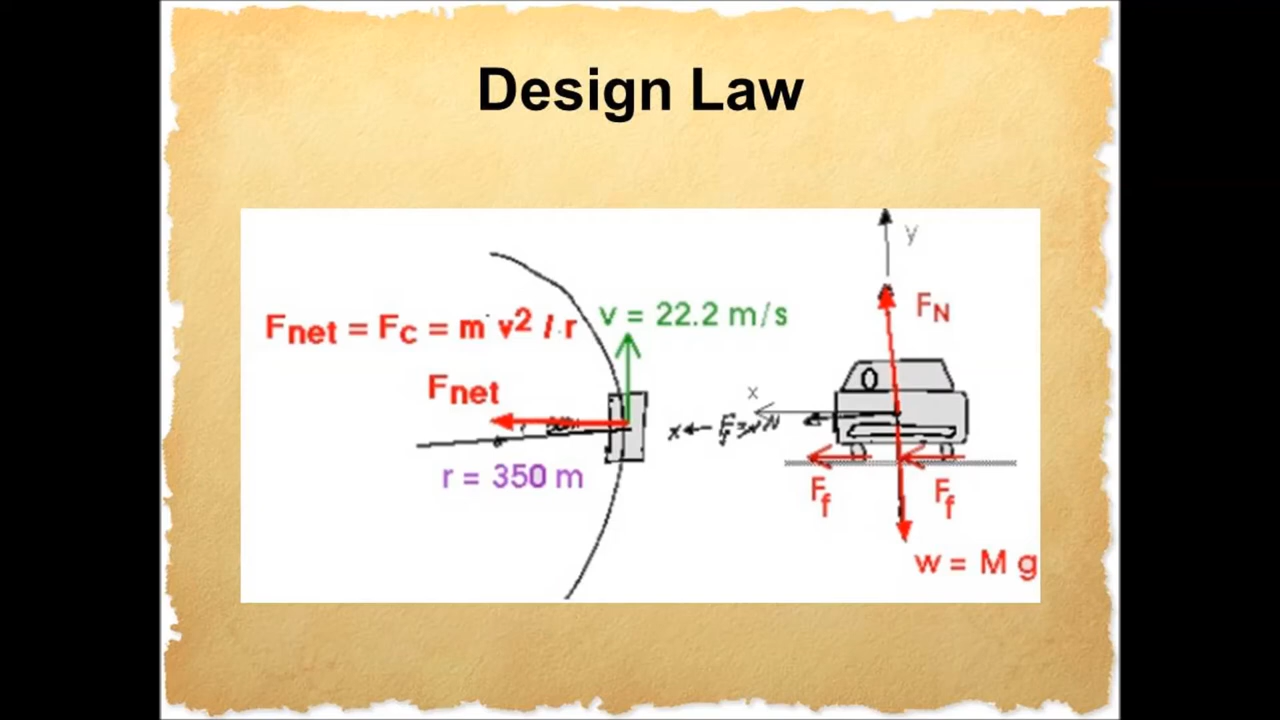 Design Law
Fnet = Fc = m v² / r
v = 22.2 m/s
Fnet
r = 350 m
y
FN
x
x
Ff
Ff
w = M g